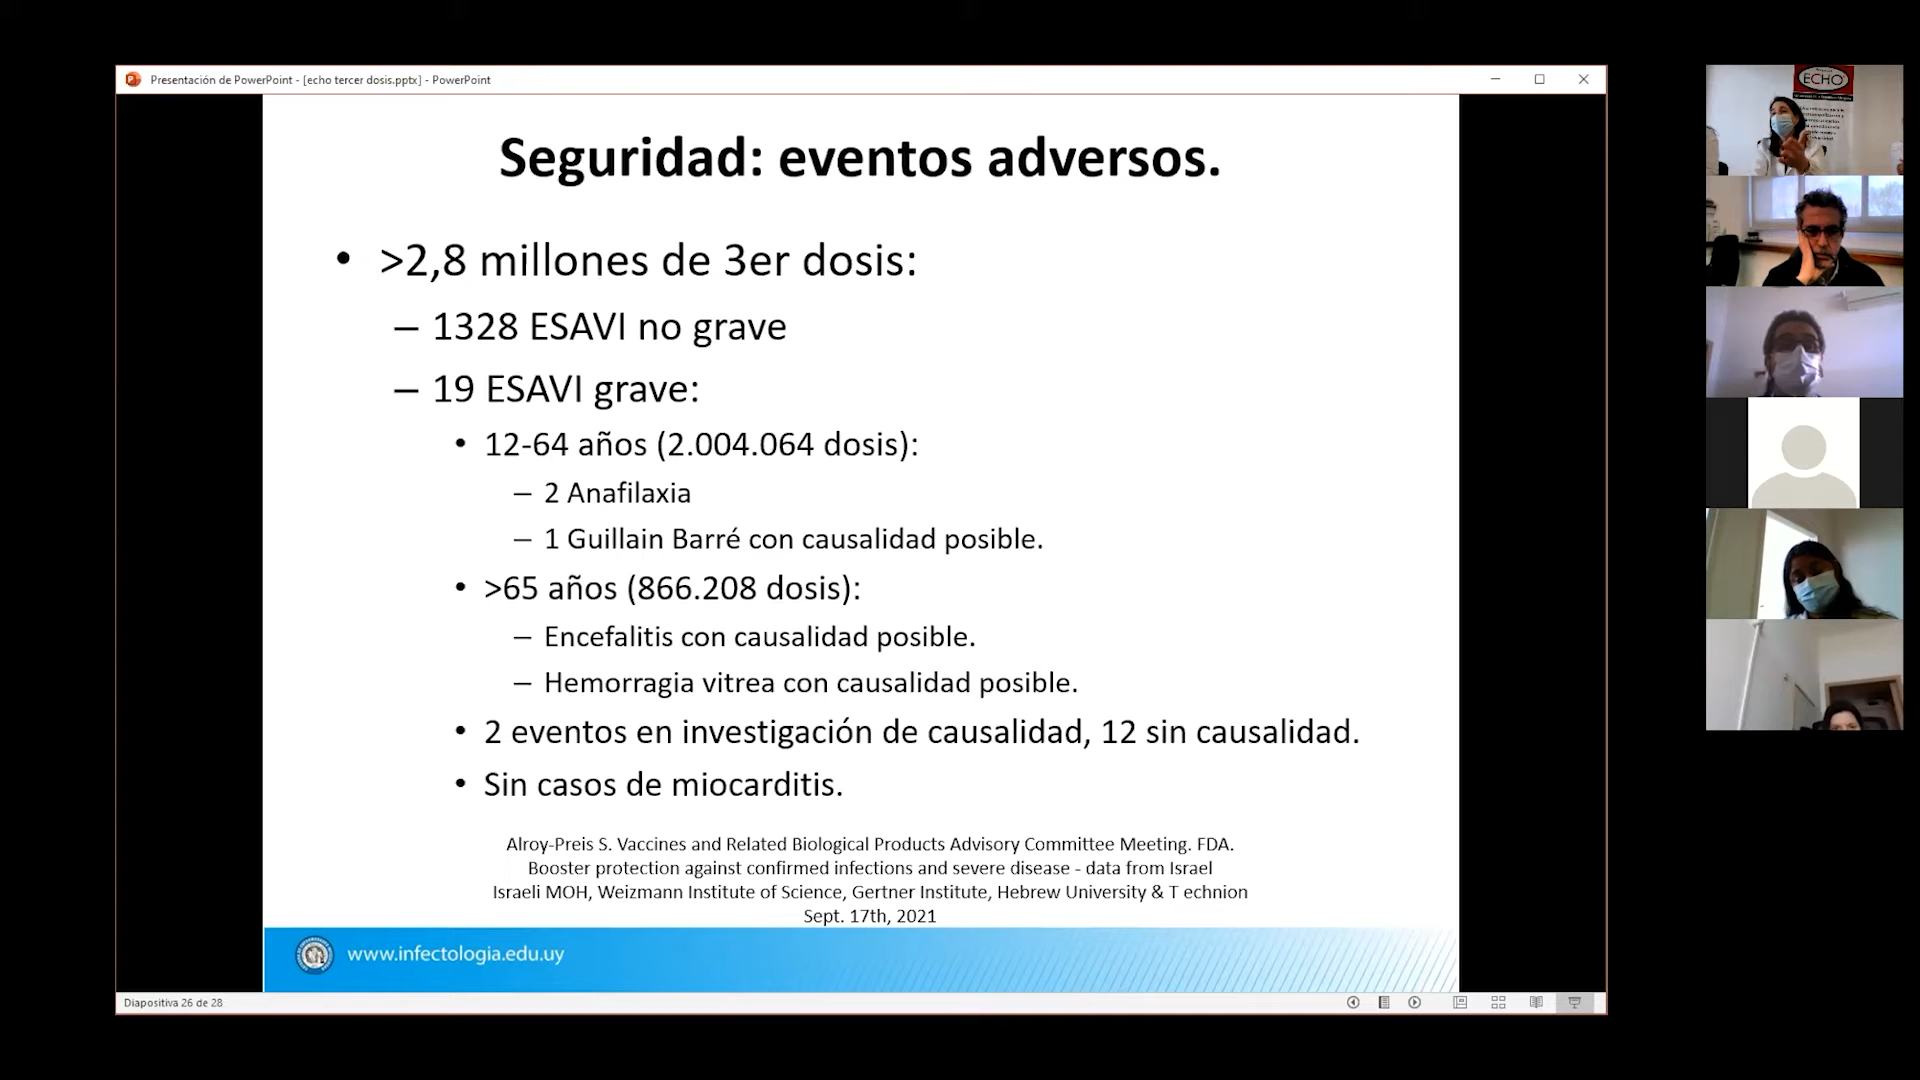 Presentación de PowerPoint - [echo tercer dosis.pptx] - PowerPoint
Seguridad: eventos adversos.
• >2,8 millones de 3er dosis:
– 1328 ESAVI no grave
– 19 ESAVI grave:
• 12-64 años (2.004.064 dosis):
– 2 Anafilaxia
– 1 Guillain Barré con causalidad posible.
• >65 años (866.208 dosis):
– Encefalitis con causalidad posible.
– Hemorragia vitrea con causalidad posible.
• 2 eventos en investigación de causalidad, 12 sin causalidad.
• Sin casos de miocarditis.
Alroy-Preis S. Vaccines and Related Biological Products Advisory Committee Meeting. FDA.
Booster protection against confirmed infections and severe disease - data from Israel
Israeli MOH, Weizmann Institute of Science, Gertner Institute, Hebrew University & T echnion
Sept. 17th, 2021
www.infectologia.edu.uy
Diapositiva 26 de 28
ECHO